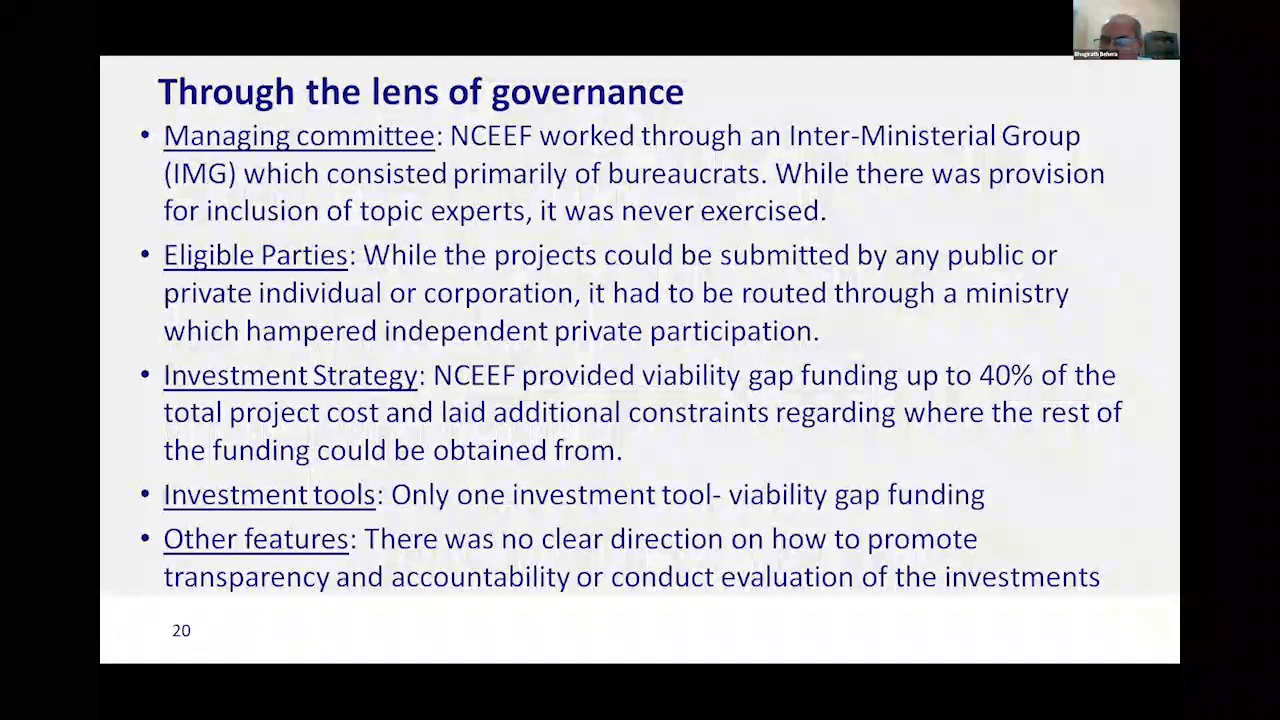 Bhagirath Behera
Through the lens of governance
• Managing committee: NCEEF worked through an Inter-Ministerial Group
(IMG) which consisted primarily of bureaucrats. While there was provision
for inclusion of topic experts, it was never exercised.
• Eligible Parties: While the projects could be submitted by any public or
private individual or corporation, it had to be routed through a ministry
which hampered independent private participation.
• Investment Strategy: NCEEF provided viability gap funding up to 40% of the
total project cost and laid additional constraints regarding where the rest of
the funding could be obtained from.
• Investment tools: Only one investment tool- viability gap funding
• Other features: There was no clear direction on how to promote
transparency and accountability or conduct evaluation of the investments
20